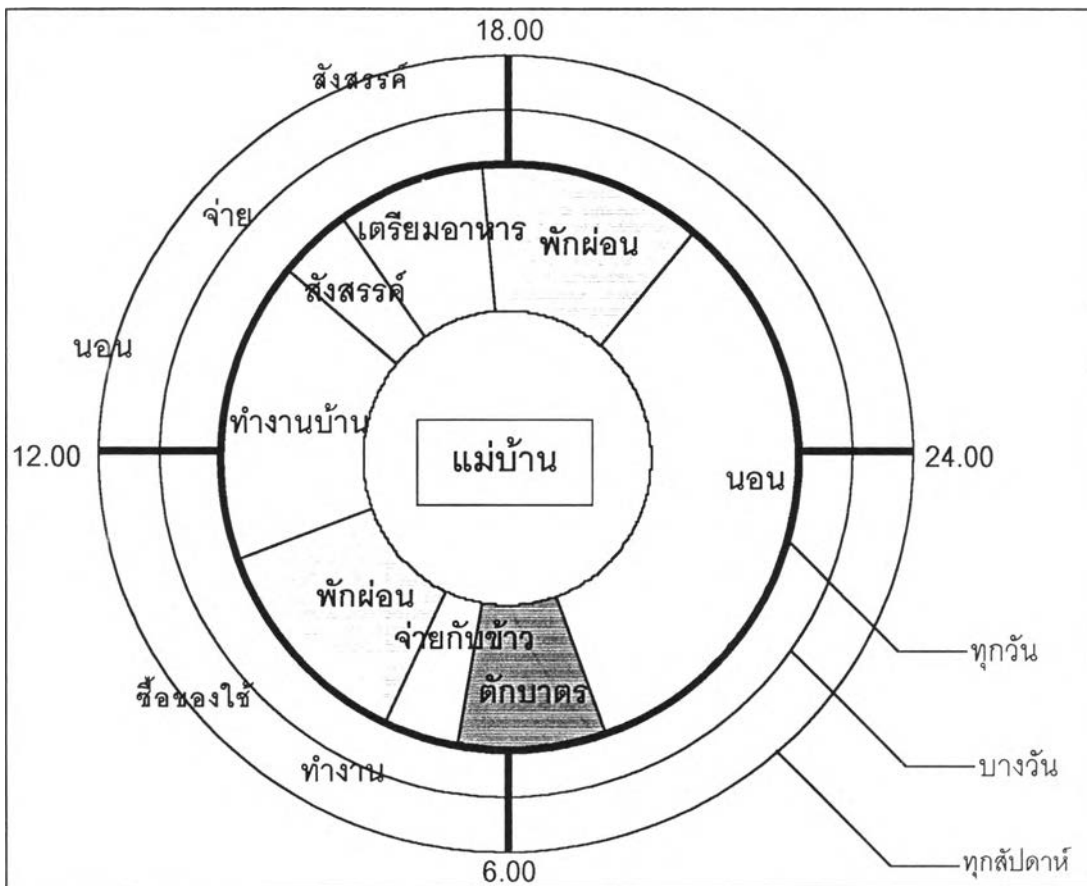 18.00
สังสรรค์
จ่าย
เตรียมอาหาร
พักผ่อน
สังสรรค์
นอน
ทำงานบ้าน
12.00
แม่บ้าน
24.00
นอน
พักผ่อน
จ่ายกับข้าว
ทุกวัน
ซื้อของใช้
ตักบาตร
ทำงาน
บางวัน
6.00
ทุกสัปดาห์